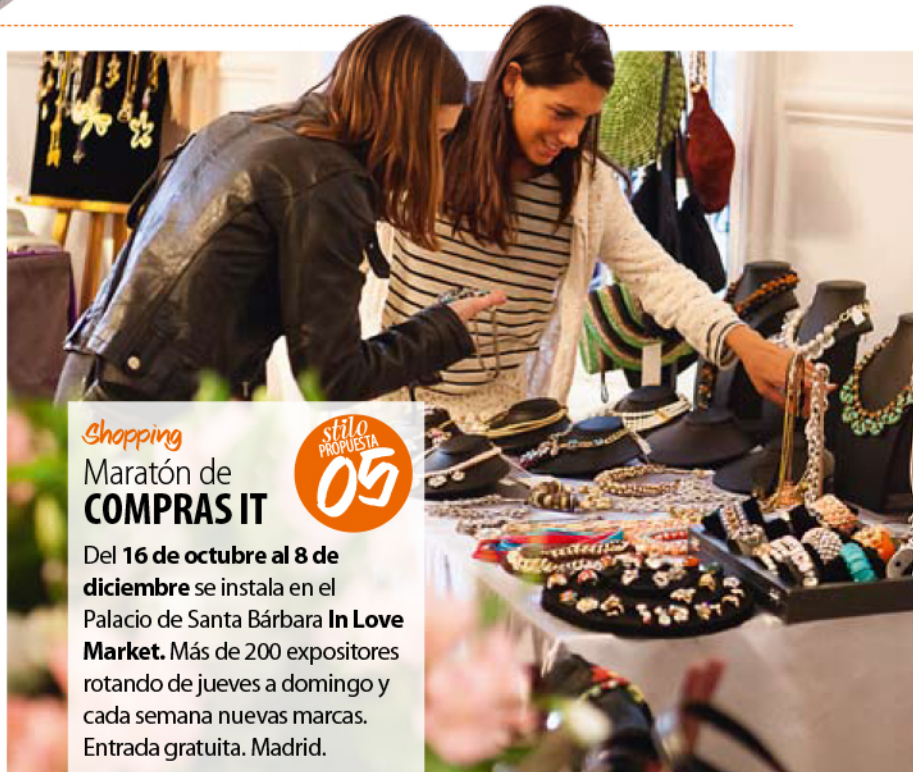 Shopping
Maratón de
COMPRAS IT
stilo
PROPUESTA
05
Del 16 de octubre al 8 de
diciembre se instala en el
Palacio de Santa Bárbara In Love
Market. Más de 200 expositores
rotando de jueves a domingo y
cada semana nuevas marcas.
Entrada gratuita. Madrid.